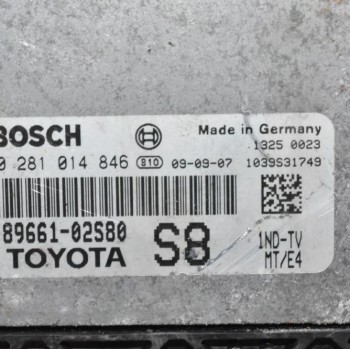 BOSCH Made in Germany
1325 0023
0 281 014 846 810 09-09-07 1039S31749
89661-02S80
TOYOTA S8 1ND-TV
MT/E4